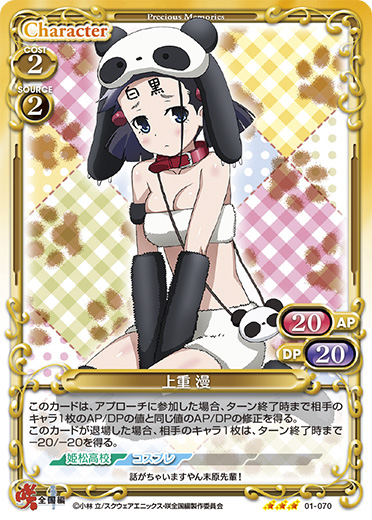 Precious Memories
Character
COST
2
SOURCE
2
白黒
20 AP
DP 20
上重 漫
このカードは、アプローチに参加した場合、ターン終了時まで相手の
キャラ1枚のAP/DPの値と同じ値のAP/DPの修正を得る。
このカードが退場した場合、相手のキャラ1枚は、ターン終了時まで
−20/−20を得る。
姫松高校 コスプレ
話がちゃいますやん末原先輩！
咲全国編
©小林 立/スクウェアエニックス・咲全国編製作委員会
01-070